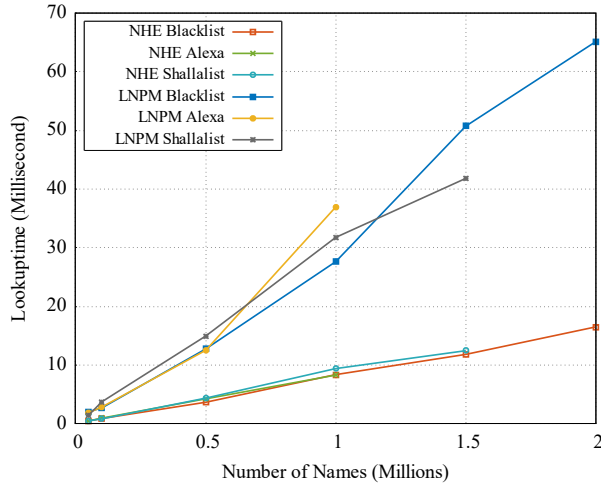 70
60
50
40
30
20
10
0
Lookuptime (Millisecond)
NHE Blacklist
NHE Alexa
NHE Shallalist
LNPM Blacklist
LNPM Alexa
LNPM Shallalist
0 0.5 1 1.5 2
Number of Names (Millions)